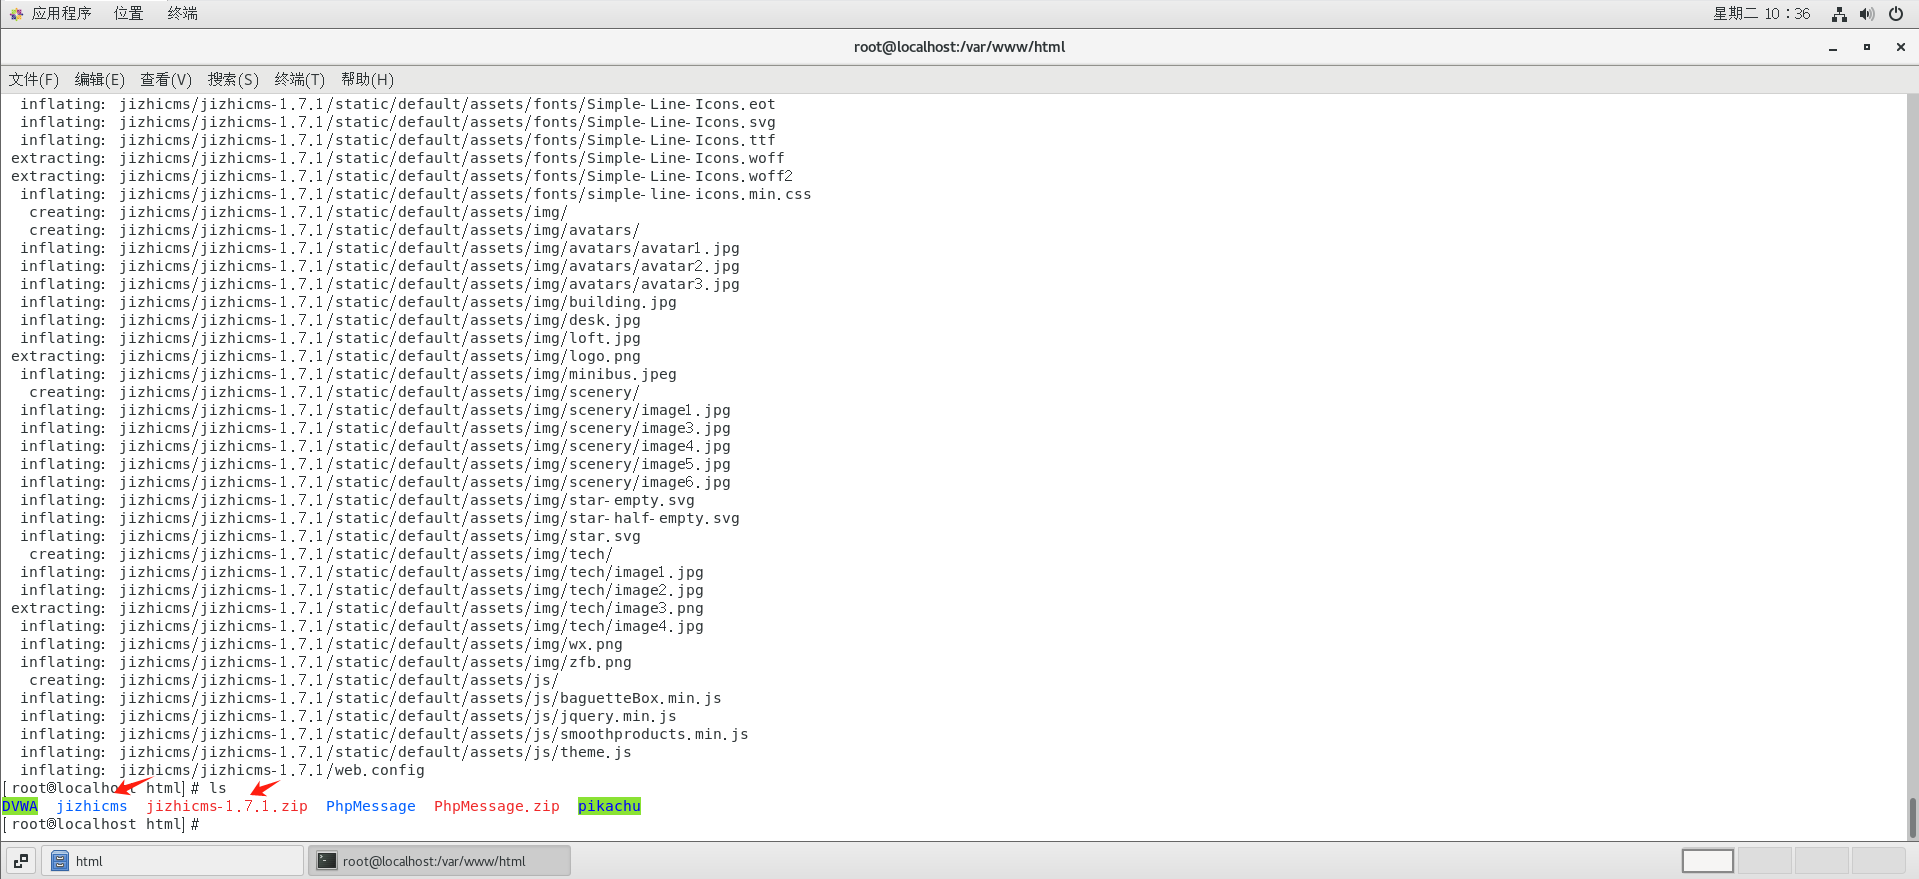 应用程序 位置 终端 星期二 10：36
root@localhost:/var/www/html
文件(F) 编辑(E) 查看(V) 搜索(S) 终端(T) 帮助(H)
inflating: jizhicms/jizhicms-1.7.1/static/default/assets/fonts/Simple-Line-Icons.eot
inflating: jizhicms/jizhicms-1.7.1/static/default/assets/fonts/Simple-Line-Icons.svg
inflating: jizhicms/jizhicms-1.7.1/static/default/assets/fonts/Simple-Line-Icons.ttf
extracting: jizhicms/jizhicms-1.7.1/static/default/assets/fonts/Simple-Line-Icons.woff
extracting: jizhicms/jizhicms-1.7.1/static/default/assets/fonts/Simple-Line-Icons.woff2
inflating: jizhicms/jizhicms-1.7.1/static/default/assets/fonts/simple-line-icons.min.css
creating: jizhicms/jizhicms-1.7.1/static/default/assets/img/
creating: jizhicms/jizhicms-1.7.1/static/default/assets/img/avatars/
inflating: jizhicms/jizhicms-1.7.1/static/default/assets/img/avatars/avatar1.jpg
inflating: jizhicms/jizhicms-1.7.1/static/default/assets/img/avatars/avatar2.jpg
inflating: jizhicms/jizhicms-1.7.1/static/default/assets/img/avatars/avatar3.jpg
inflating: jizhicms/jizhicms-1.7.1/static/default/assets/img/building.jpg
inflating: jizhicms/jizhicms-1.7.1/static/default/assets/img/desk.jpg
inflating: jizhicms/jizhicms-1.7.1/static/default/assets/img/loft.jpg
extracting: jizhicms/jizhicms-1.7.1/static/default/assets/img/logo.png
inflating: jizhicms/jizhicms-1.7.1/static/default/assets/img/minibus.jpeg
creating: jizhicms/jizhicms-1.7.1/static/default/assets/img/scenery/
inflating: jizhicms/jizhicms-1.7.1/static/default/assets/img/scenery/image1.jpg
inflating: jizhicms/jizhicms-1.7.1/static/default/assets/img/scenery/image3.jpg
inflating: jizhicms/jizhicms-1.7.1/static/default/assets/img/scenery/image4.jpg
inflating: jizhicms/jizhicms-1.7.1/static/default/assets/img/scenery/image5.jpg
inflating: jizhicms/jizhicms-1.7.1/static/default/assets/img/scenery/image6.jpg
inflating: jizhicms/jizhicms-1.7.1/static/default/assets/img/star-empty.svg
inflating: jizhicms/jizhicms-1.7.1/static/default/assets/img/star-half-empty.svg
inflating: jizhicms/jizhicms-1.7.1/static/default/assets/img/star.svg
creating: jizhicms/jizhicms-1.7.1/static/default/assets/img/tech/
inflating: jizhicms/jizhicms-1.7.1/static/default/assets/img/tech/image1.jpg
inflating: jizhicms/jizhicms-1.7.1/static/default/assets/img/tech/image2.jpg
extracting: jizhicms/jizhicms-1.7.1/static/default/assets/img/tech/image3.png
inflating: jizhicms/jizhicms-1.7.1/static/default/assets/img/tech/image4.jpg
inflating: jizhicms/jizhicms-1.7.1/static/default/assets/img/wx.png
inflating: jizhicms/jizhicms-1.7.1/static/default/assets/img/zfb.png
creating: jizhicms/jizhicms-1.7.1/static/default/assets/js/
inflating: jizhicms/jizhicms-1.7.1/static/default/assets/js/baguetteBox.min.js
inflating: jizhicms/jizhicms-1.7.1/static/default/assets/js/jquery.min.js
inflating: jizhicms/jizhicms-1.7.1/static/default/assets/js/smoothproducts.min.js
inflating: jizhicms/jizhicms-1.7.1/static/default/assets/js/theme.js
inflating: jizhicms/jizhicms-1.7.1/web.config
[root@localhost html]# ls
DVWA jizhicms jizhicms-1.7.1.zip PhpMessage PhpMessage.zip pikachu
[root@localhost html]#
html root@localhost:/var/www/html